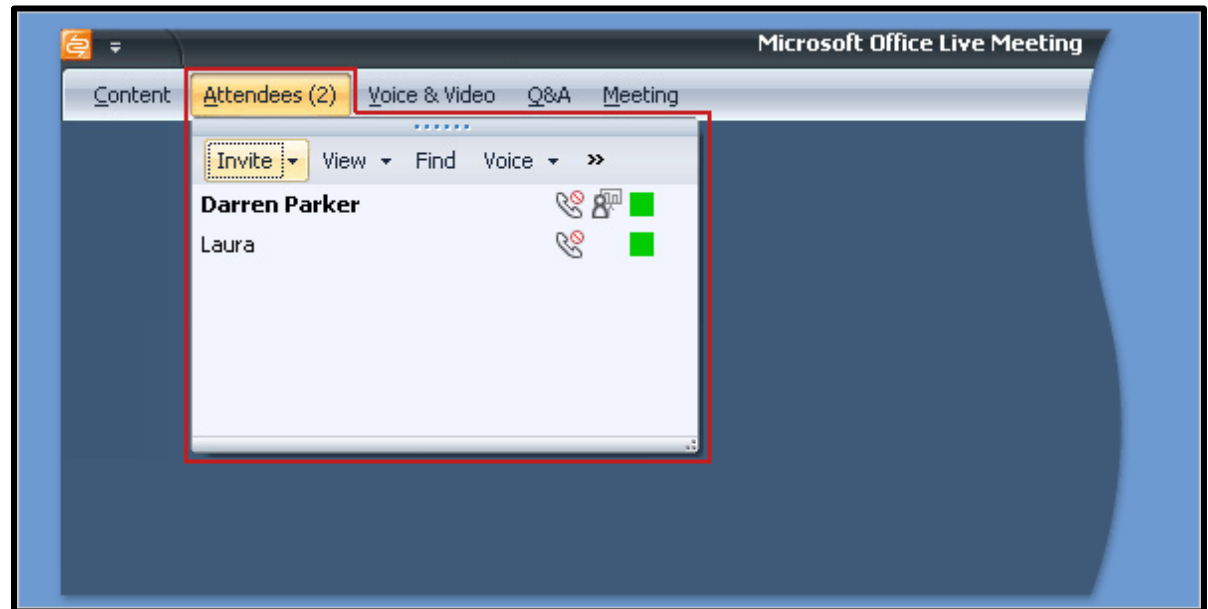 Microsoft Office Live Meeting
Content Attendees (2) Voice & Video Q&A Meeting
Invite View Find Voice »
Darren Parker
Laura